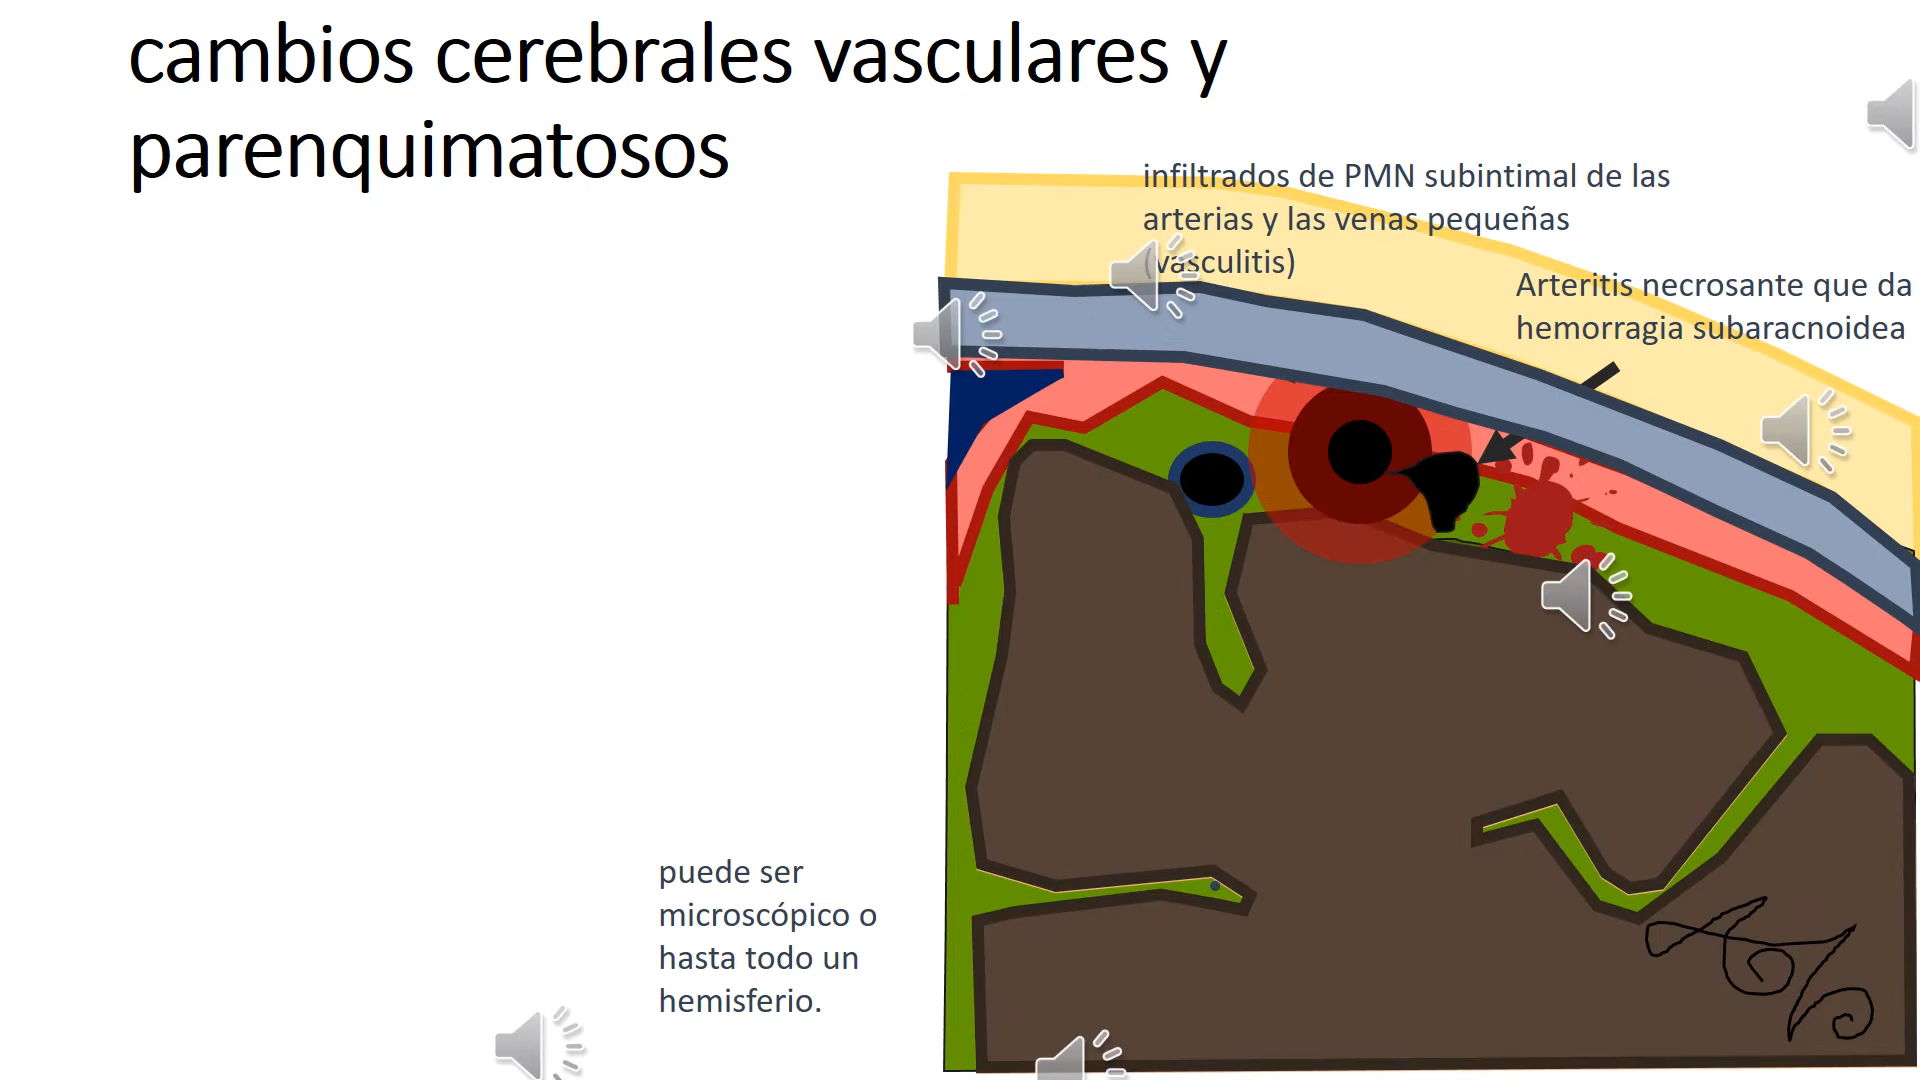 cambios cerebrales vasculares y
parenquimatosos
infiltrados de PMN subintimal de las
arterias y las venas pequeñas
(vasculitis)
Arteritis necrosante que da
hemorragia subaracnoidea
puede ser
microscópico o
hasta todo un
hemisferio.